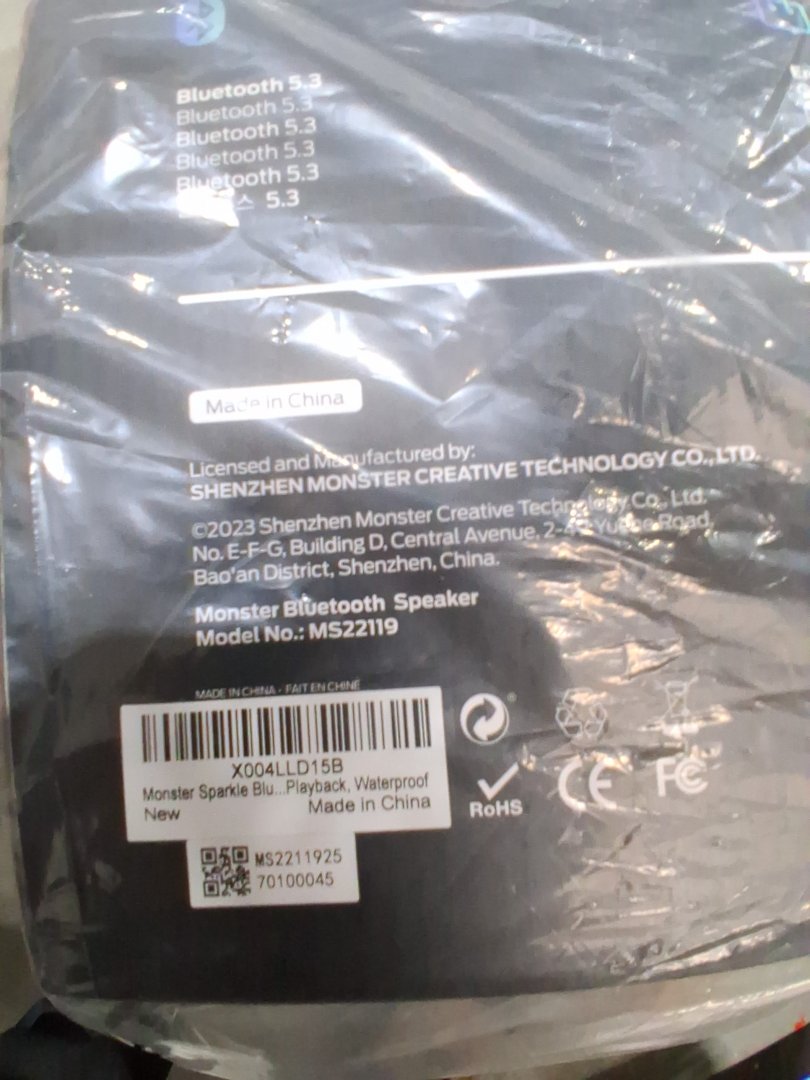 Bluetooth 5.3
Bluetooth 5.3
Bluetooth 5.3
Bluetooth 5.3
Bluetooth 5.3
스 5.3
Made in China
Licensed and Manufactured by:
SHENZHEN MONSTER CREATIVE TECHNOLOGY CO.,LTD.
©2023 Shenzhen Monster Creative Technology Co., Ltd.
No. E-F-G, Building D, Central Avenue, Road,
Bao'an District, Shenzhen, China.
Monster Bluetooth Speaker
Model No.: MS22119
MADE IN CHINA - FAIT EN CHINE
X004LLD15B
Monster Sparkle Blu...Playback, Waterproof
New Made in China
RoHS CE FC
MS2211925
70100045